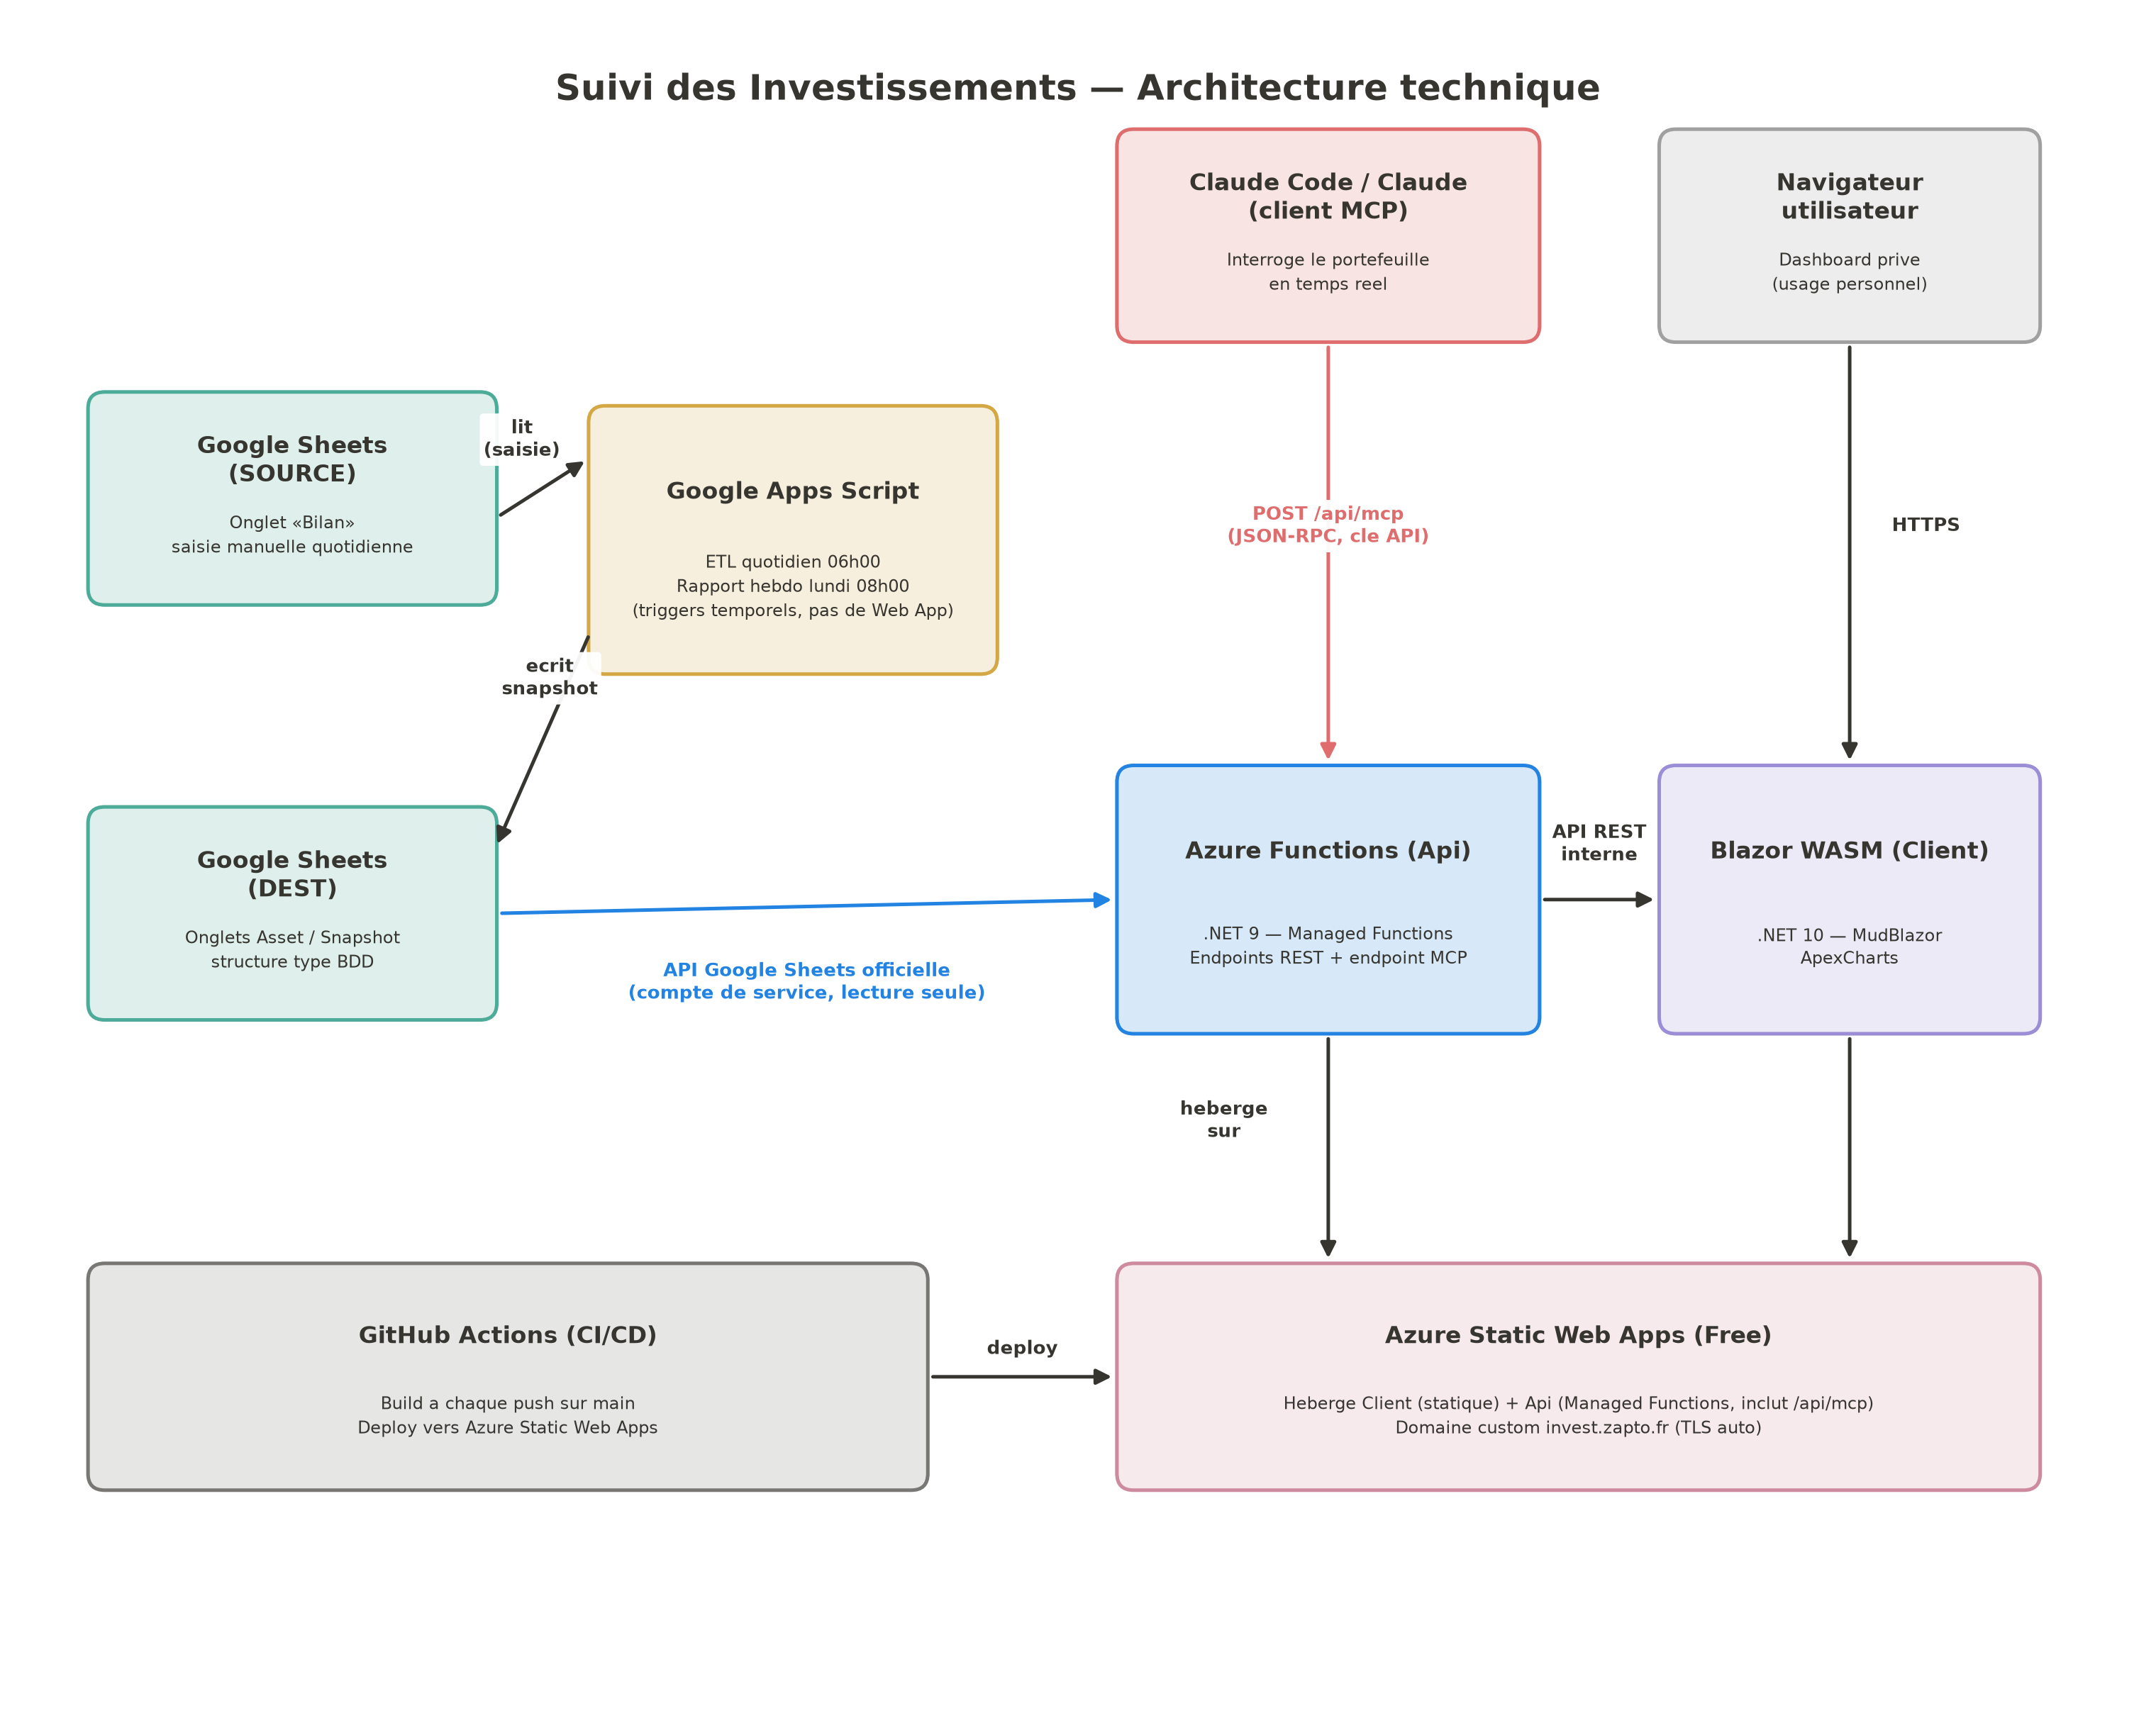 Suivi des Investissements — Architecture technique
Claude Code / Claude
(client MCP)
Interroge le portefeuille
en temps reel
Navigateur
utilisateur
Dashboard prive
(usage personnel)
Google Sheets
(SOURCE)
Onglet «Bilan»
saisie manuelle quotidienne
lit
(saisie)
Google Apps Script
ETL quotidien 06h00
Rapport hebdo lundi 08h00
(triggers temporels, pas de Web App)
POST /api/mcp
(JSON-RPC, cle API)
HTTPS
ecrit
snapshot
Google Sheets
(DEST)
Onglets Asset / Snapshot
structure type BDD
API Google Sheets officielle
(compte de service, lecture seule)
Azure Functions (Api)
.NET 9 — Managed Functions
Endpoints REST + endpoint MCP
API REST
interne
Blazor WASM (Client)
.NET 10 — MudBlazor
ApexCharts
heberge
sur
GitHub Actions (CI/CD)
Build a chaque push sur main
Deploy vers Azure Static Web Apps
deploy
Azure Static Web Apps (Free)
Heberge Client (statique) + Api (Managed Functions, inclut /api/mcp)
Domaine custom invest.zapto.fr (TLS auto)